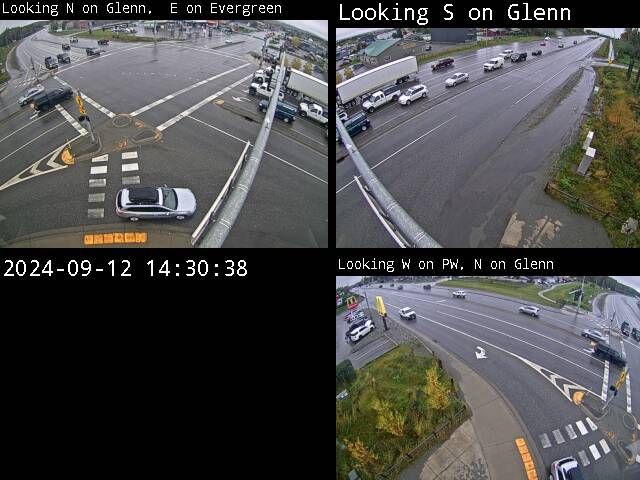 Looking N on Glenn, E on Evergreen
Looking S on Glenn
2024-09-12 14:30:38
Looking W on PW, N on Glenn